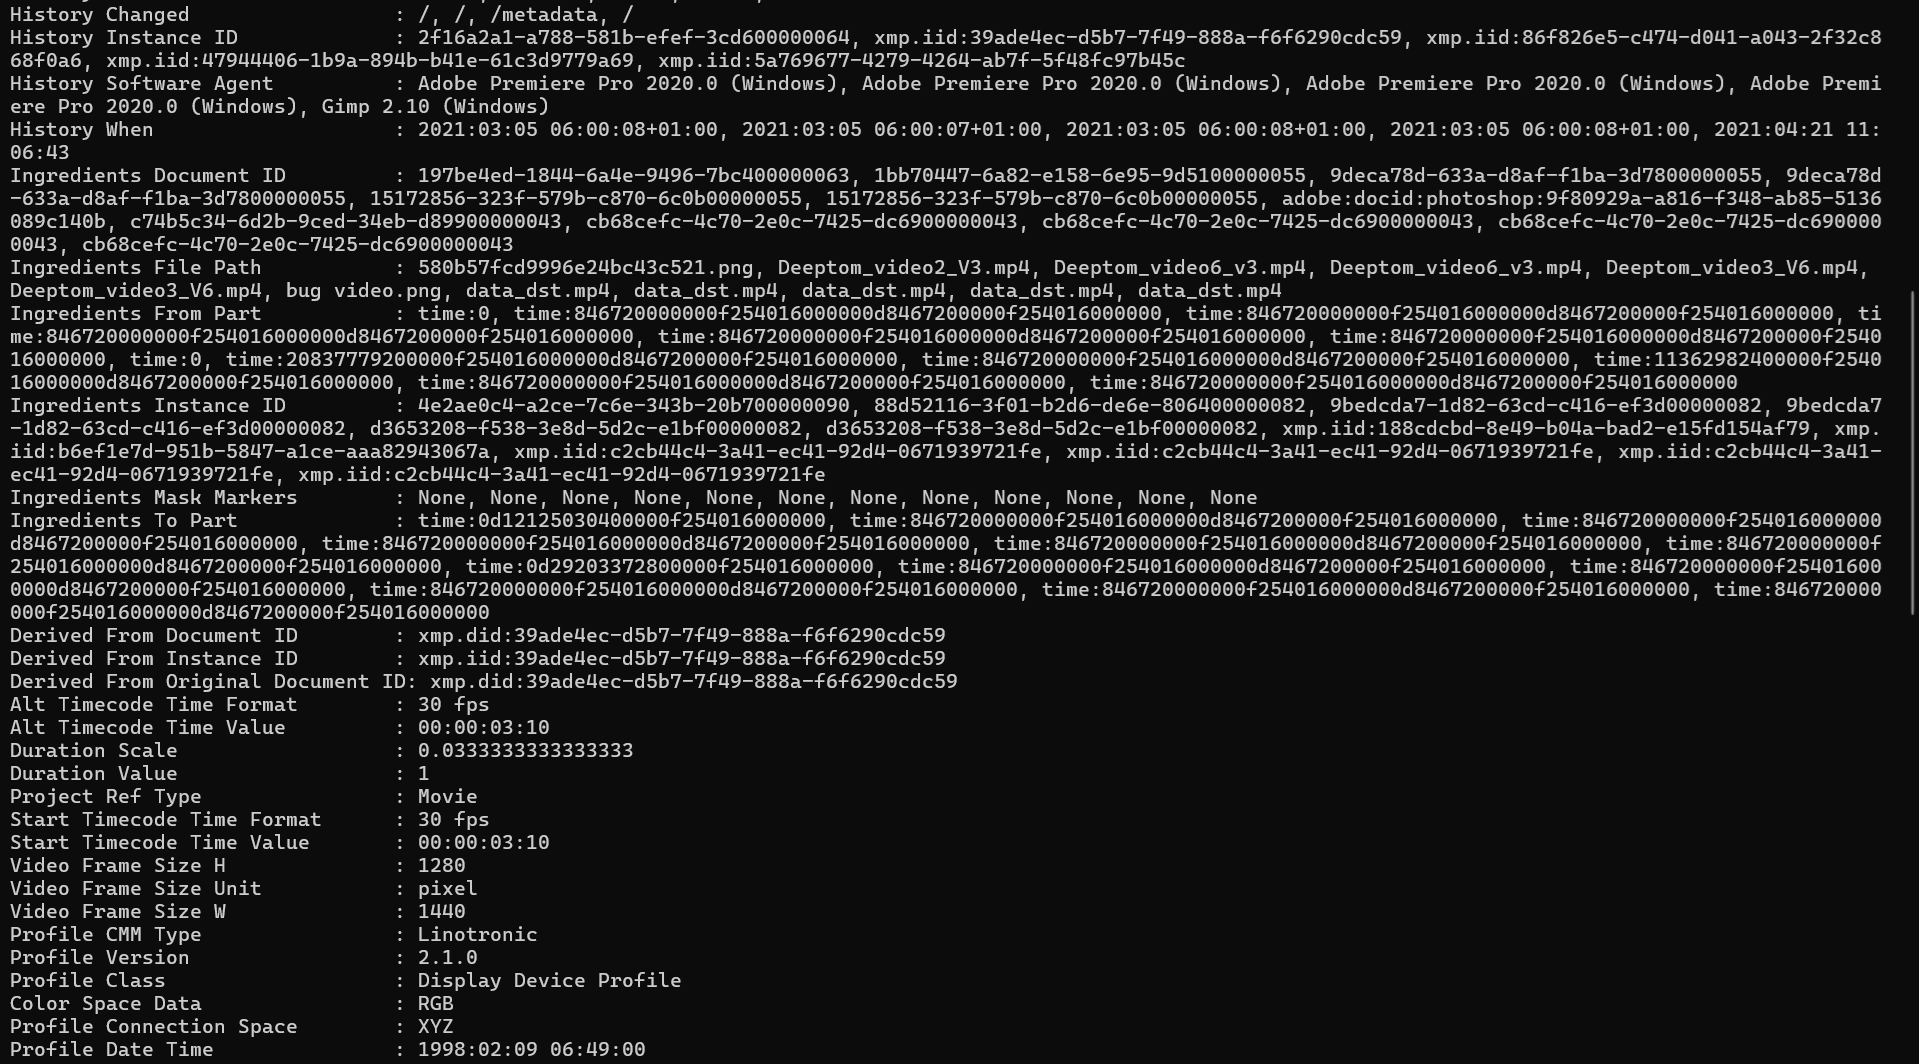 History Changed                 : /, /, /metadata, /
History Instance ID             : 2f16a2a1-a788-581b-efef-3cd600000064, xmp.iid:39ade4ec-d5b7-7f49-888a-f6f6290cdc59, xmp.iid:86f826e5-c474-d041-a043-2f32c8
68f0a6, xmp.iid:47944406-1b9a-894b-b41e-61c3d9779a69, xmp.iid:5a769677-4279-4264-ab7f-5f48fc97b45c
History Software Agent          : Adobe Premiere Pro 2020.0 (Windows), Adobe Premiere Pro 2020.0 (Windows), Adobe Premiere Pro 2020.0 (Windows), Adobe Premi
ere Pro 2020.0 (Windows), Gimp 2.10 (Windows)
History When                    : 2021:03:05 06:00:08+01:00, 2021:03:05 06:00:07+01:00, 2021:03:05 06:00:08+01:00, 2021:03:05 06:00:08+01:00, 2021:04:21 11:
06:43
Ingredients Document ID         : 197be4ed-1844-6a4e-9496-7bc400000063, 1bb70447-6a82-e158-6e95-9d5100000055, 9deca78d-633a-d8af-f1ba-3d7800000055, 9deca78d
-633a-d8af-f1ba-3d7800000055, 15172856-323f-579b-c870-6c0b00000055, 15172856-323f-579b-c870-6c0b00000055, adobe:docid:photoshop:9f80929a-a816-f348-ab85-5136
089c140b, c74b5c34-6d2b-9ced-34eb-d89900000043, cb68cefc-4c70-2e0c-7425-dc6900000043, cb68cefc-4c70-2e0c-7425-dc6900000043, cb68cefc-4c70-2e0c-7425-dc690000
0043, cb68cefc-4c70-2e0c-7425-dc6900000043
Ingredients File Path           : 580b57fcd9996e24bc43c521.png, Deeptom_video2_V3.mp4, Deeptom_video6_v3.mp4, Deeptom_video6_v3.mp4, Deeptom_video3_V6.mp4,
Deeptom_video3_V6.mp4, bug video.png, data_dst.mp4, data_dst.mp4, data_dst.mp4, data_dst.mp4, data_dst.mp4
Ingredients From Part           : time:0, time:846720000000f254016000000d8467200000f254016000000, time:846720000000f254016000000d8467200000f254016000000, ti
me:846720000000f254016000000d8467200000f254016000000, time:846720000000f254016000000d8467200000f254016000000, time:846720000000f254016000000d8467200000f2540
16000000, time:0, time:20837779200000f254016000000d8467200000f254016000000, time:846720000000f254016000000d8467200000f254016000000, time:11362982400000f2540
16000000d8467200000f254016000000, time:846720000000f254016000000d8467200000f254016000000, time:846720000000f254016000000d8467200000f254016000000
Ingredients Instance ID         : 4e2ae0c4-a2ce-7c6e-343b-20b700000090, 88d52116-3f01-b2d6-de6e-806400000082, 9bedcda7-1d82-63cd-c416-ef3d00000082, 9bedcda7
-1d82-63cd-c416-ef3d00000082, d3653208-f538-3e8d-5d2c-e1bf00000082, d3653208-f538-3e8d-5d2c-e1bf00000082, xmp.iid:188cdcbd-8e49-b04a-bad2-e15fd154af79, xmp.
iid:b6ef1e7d-951b-5847-a1ce-aaa82943067a, xmp.iid:c2cb44c4-3a41-ec41-92d4-0671939721fe, xmp.iid:c2cb44c4-3a41-ec41-92d4-0671939721fe, xmp.iid:c2cb44c4-3a41-
ec41-92d4-0671939721fe, xmp.iid:c2cb44c4-3a41-ec41-92d4-0671939721fe
Ingredients Mask Markers        : None, None, None, None, None, None, None, None, None, None, None, None
Ingredients To Part             : time:0d12125030400000f254016000000, time:846720000000f254016000000d8467200000f254016000000, time:846720000000f254016000000
d8467200000f254016000000, time:846720000000f254016000000d8467200000f254016000000, time:846720000000f254016000000d8467200000f254016000000, time:846720000000f
254016000000d8467200000f254016000000, time:0d29203372800000f254016000000, time:846720000000f254016000000d8467200000f254016000000, time:846720000000f25401600
0000d8467200000f254016000000, time:846720000000f254016000000d8467200000f254016000000, time:846720000000f254016000000d8467200000f254016000000, time:846720000
000f254016000000d8467200000f254016000000
Derived From Document ID        : xmp.did:39ade4ec-d5b7-7f49-888a-f6f6290cdc59
Derived From Instance ID        : xmp.iid:39ade4ec-d5b7-7f49-888a-f6f6290cdc59
Derived From Original Document ID: xmp.did:39ade4ec-d5b7-7f49-888a-f6f6290cdc59
Alt Timecode Time Format        : 30 fps
Alt Timecode Time Value         : 00:00:03:10
Duration Scale                  : 0.0333333333333333
Duration Value                  : 1
Project Ref Type                : Movie
Start Timecode Time Format      : 30 fps
Start Timecode Time Value       : 00:00:03:10
Video Frame Size H              : 1280
Video Frame Size Unit           : pixel
Video Frame Size W              : 1440
Profile CMM Type                : Linotronic
Profile Version                 : 2.1.0
Profile Class                   : Display Device Profile
Color Space Data                : RGB
Profile Connection Space        : XYZ
Profile Date Time               : 1998:02:09 06:49:00